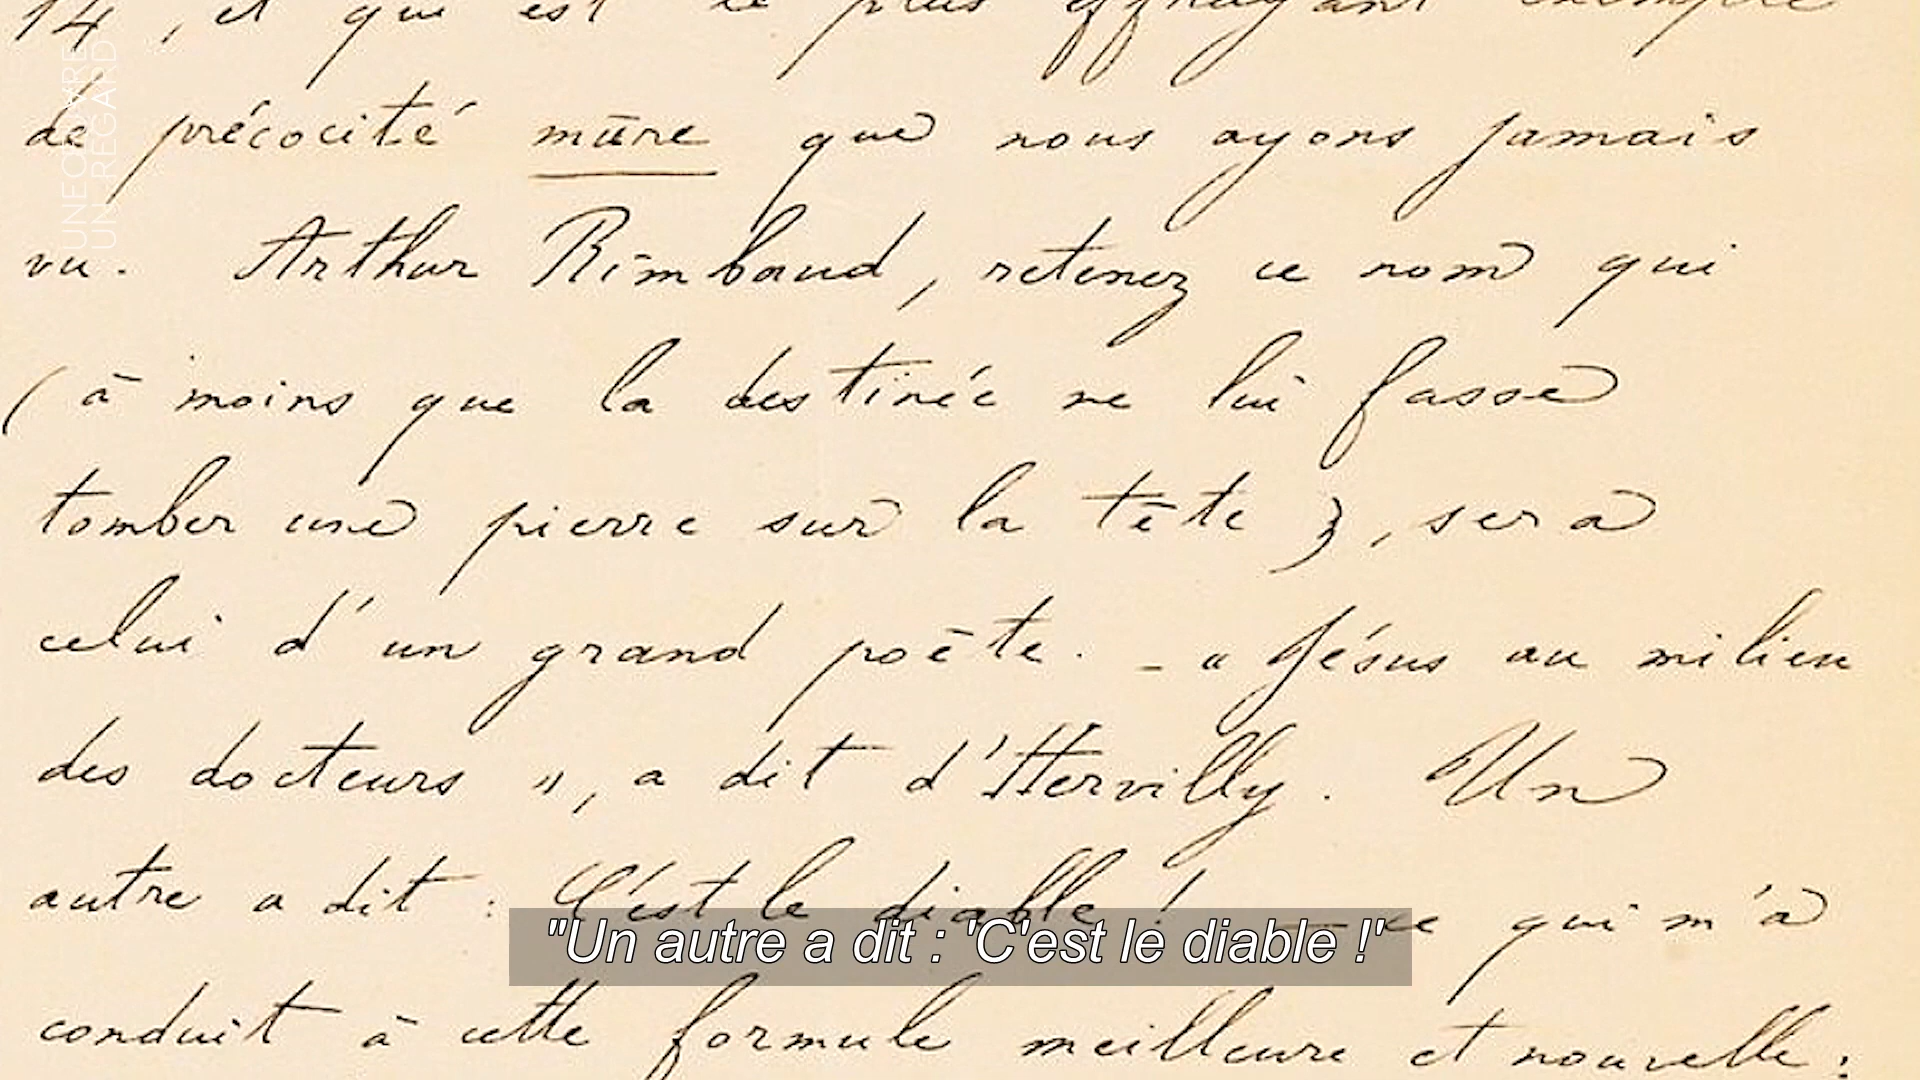 14, et qui est le plus effrayant exemple
de précocité mûre que nous ayons jamais
vu. Arthur Rimbaud, retenez ce nom qui
(à moins que la destinée ne lui fasse
tomber une pierre sur la tête), sera
celui d'un grand poète. – « Jésus au milieu
des docteurs », a dit d'Hervilly. Un
autre a dit : C'est le diable ! – ce qui m'a
conduit à cette formule meilleure et nouvelle :
"Un autre a dit : 'C'est le diable !'
UNE ŒUVRE
UN REGARD